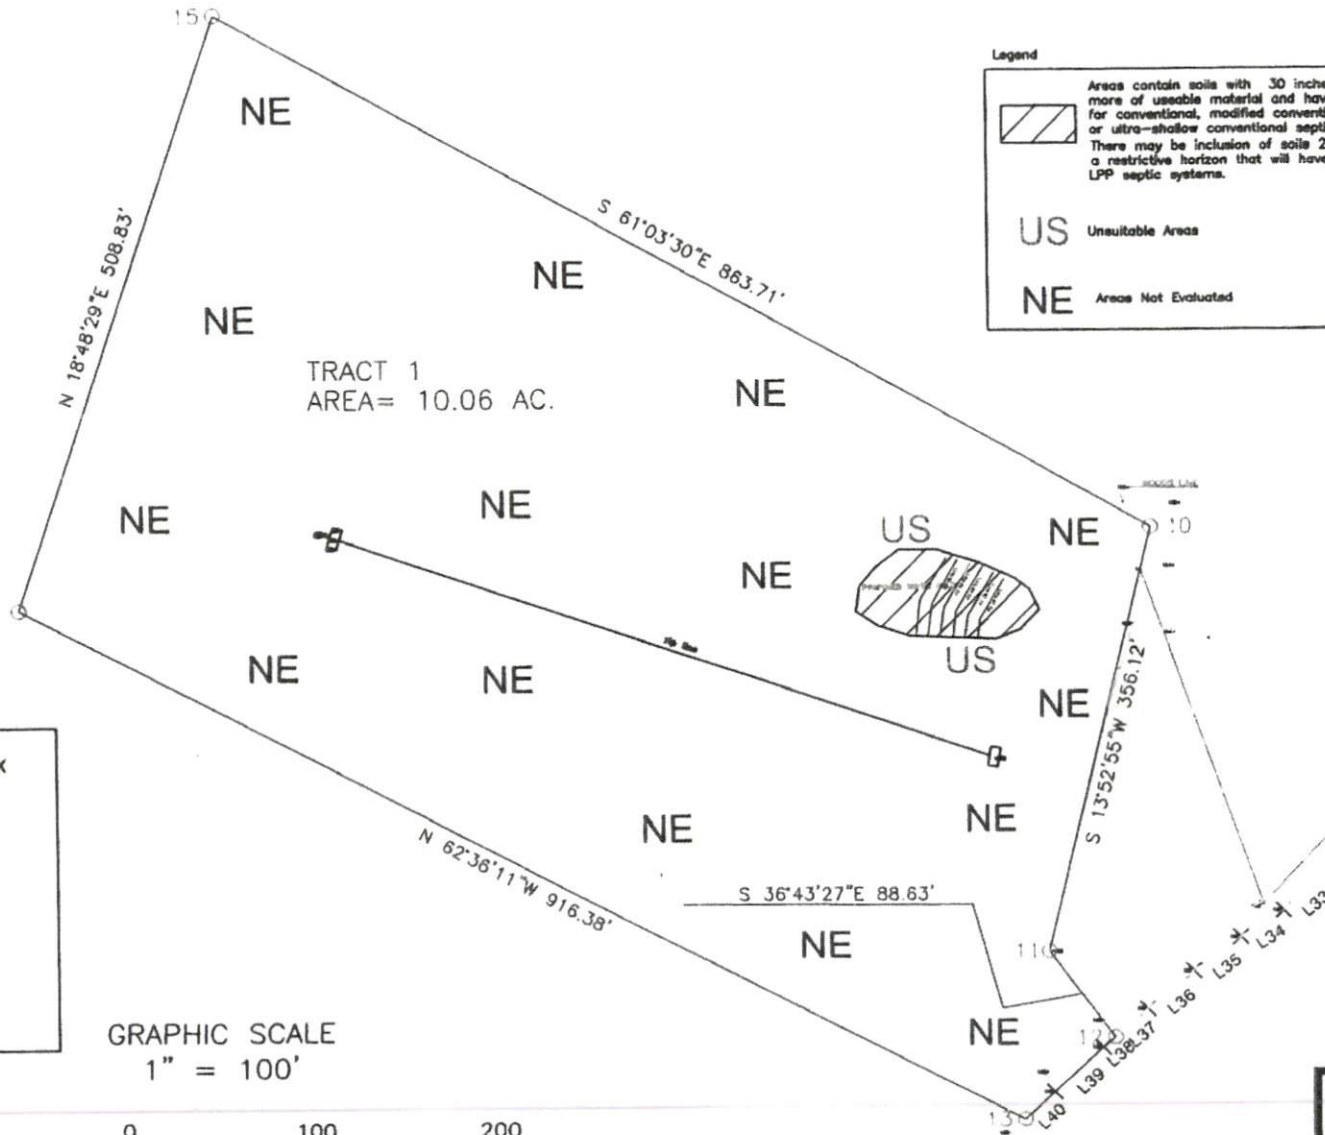 15
NE
Legend
Areas contain soils with 30 inche
more of useable material and hav
for conventional, modified conventi
or ultra-shallow conventional septi
There may be inclusion of soils 2
a restrictive horizon that will have
LPP septic systems.
US Unsuitable Areas
NE Areas Not Evaluated
S 61°03'30"E 863.71'
N 18°48'29"E 508.83'
NE
NE
TRACT 1
AREA= 10.06 AC.
NE
NE
NE
US
NE
10
NE
US
NE
NE
NE
S 13°52'55"W 356.12'
x
NE
NE
N 62°36'11"W 916.38'
S 36°43'27"E 88.63'
NE
11
L33
L34
L35
L36
L37
L38
L39
L40
12
NE
13
GRAPHIC SCALE
1" = 100'
0 100 200